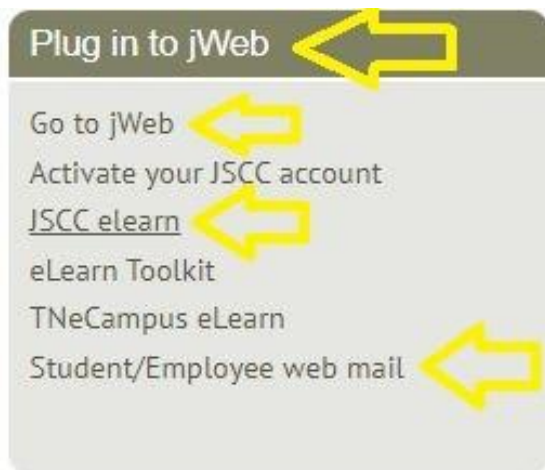 Plug in to jWeb
Go to jWeb
Activate your JSCC account
JSCC elearn
eLearn Toolkit
TNeCampus eLearn
Student/Employee web mail